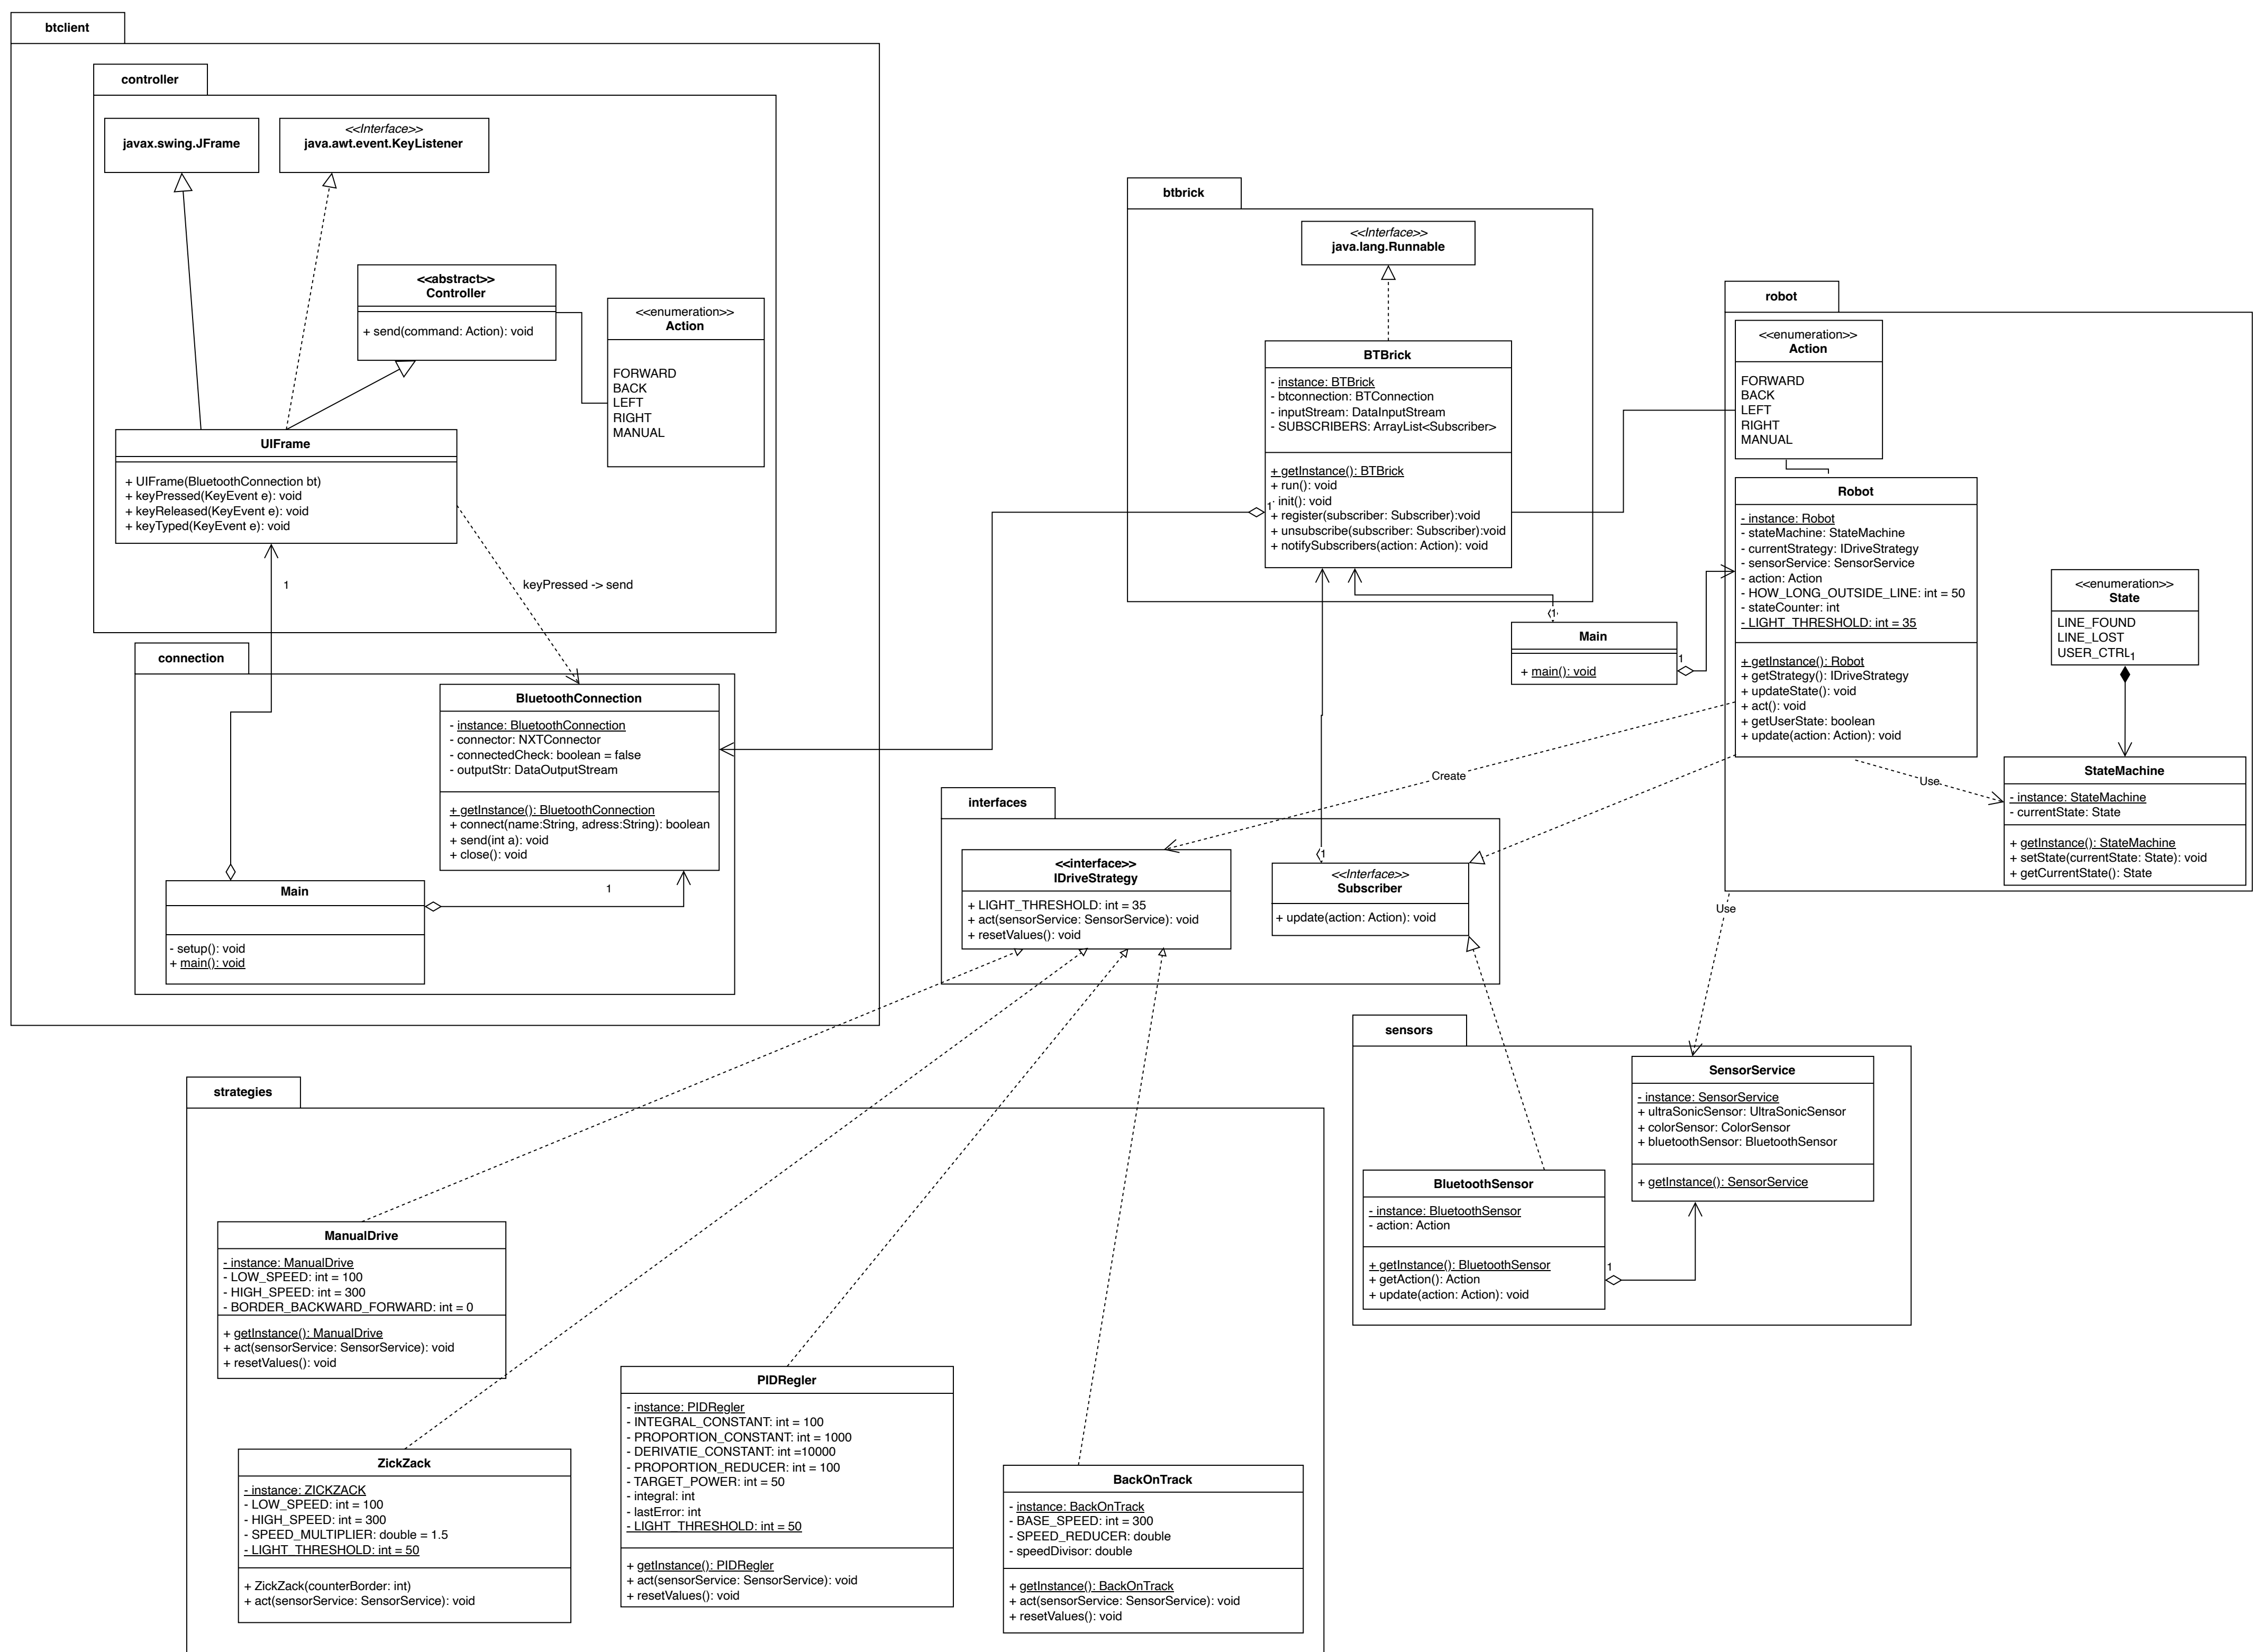 btclient
controller
javax.swing.JFrame
<<Interface>>
java.awt.event.KeyListener
<<abstract>>
Controller
+ send(command: Action): void
<<enumeration>>
Action
FORWARD
BACK
LEFT
RIGHT
MANUAL
UIFrame
+ UIFrame(BluetoothConnection bt)
+ keyPressed(KeyEvent e): void
+ keyReleased(KeyEvent e): void
+ keyTyped(KeyEvent e): void
1
keyPressed -> send
connection
BluetoothConnection
- instance: BluetoothConnection
- connector: NXTConnector
- connectedCheck: boolean = false
- outputStr: DataOutputStream
+ getInstance(): BluetoothConnection
+ connect(name:String, adress:String): boolean
+ send(int a): void
+ close(): void
Main
- setup(): void
+ main(): void
1
btbrick
<<Interface>>
java.lang.Runnable
BTBrick
- instance: BTBrick
- btconnection: BTConnection
- inputStream: DataInputStream
- SUBSCRIBERS: ArrayList<Subscriber>
+ getInstance(): BTBrick
+ run(): void
init(): void
+ register(subscriber: Subscriber):void
+ unsubscribe(subscriber: Subscriber):void
+ notifySubscribers(action: Action): void
1
1
Main
+ main(): void
1
robot
<<enumeration>>
Action
FORWARD
BACK
LEFT
RIGHT
MANUAL
Robot
- instance: Robot
- stateMachine: StateMachine
- currentStrategy: IDriveStrategy
- sensorService: SensorService
- action: Action
- HOW_LONG_OUTSIDE_LINE: int = 50
- stateCounter: int
- LIGHT_THRESHOLD: int = 35
+ getInstance(): Robot
+ getStrategy(): IDriveStrategy
+ updateState(): void
+ act(): void
+ getUserState: boolean
+ update(action: Action): void
<<enumeration>>
State
LINE_FOUND
LINE_LOST
USER_CTRL
1
StateMachine
- instance: StateMachine
- currentState: State
+ getInstance(): StateMachine
+ setState(currentState: State): void
+ getCurrentState(): State
Use
Create
Use
interfaces
<<interface>>
IDriveStrategy
+ LIGHT_THRESHOLD: int = 35
+ act(sensorService: SensorService): void
+ resetValues(): void
1
<<Interface>>
Subscriber
+ update(action: Action): void
sensors
SensorService
- instance: SensorService
+ ultraSonicSensor: UltraSonicSensor
+ colorSensor: ColorSensor
+ bluetoothSensor: BluetoothSensor
+ getInstance(): SensorService
BluetoothSensor
- instance: BluetoothSensor
- action: Action
+ getInstance(): BluetoothSensor
+ getAction(): Action
+ update(action: Action): void
1
strategies
ManualDrive
- instance: ManualDrive
- LOW_SPEED: int = 100
- HIGH_SPEED: int = 300
- BORDER_BACKWARD_FORWARD: int = 0
+ getInstance(): ManualDrive
+ act(sensorService: SensorService): void
+ resetValues(): void
ZickZack
- instance: ZICKZACK
- LOW_SPEED: int = 100
- HIGH_SPEED: int = 300
- SPEED_MULTIPLIER: double = 1.5
- LIGHT_THRESHOLD: int = 50
+ ZickZack(counterBorder: int)
+ act(sensorService: SensorService): void
PIDRegler
- instance: PIDRegler
- INTEGRAL_CONSTANT: int = 100
- PROPORTION_CONSTANT: int = 1000
- DERIVATIE_CONSTANT: int =10000
- PROPORTION_REDUCER: int = 100
- TARGET_POWER: int = 50
- integral: int
- lastError: int
- LIGHT_THRESHOLD: int = 50
+ getInstance(): PIDRegler
+ act(sensorService: SensorService): void
+ resetValues(): void
BackOnTrack
- instance: BackOnTrack
- BASE_SPEED: int = 300
- SPEED_REDUCER: double
- speedDivisor: double
+ getInstance(): BackOnTrack
+ act(sensorService: SensorService): void
+ resetValues(): void